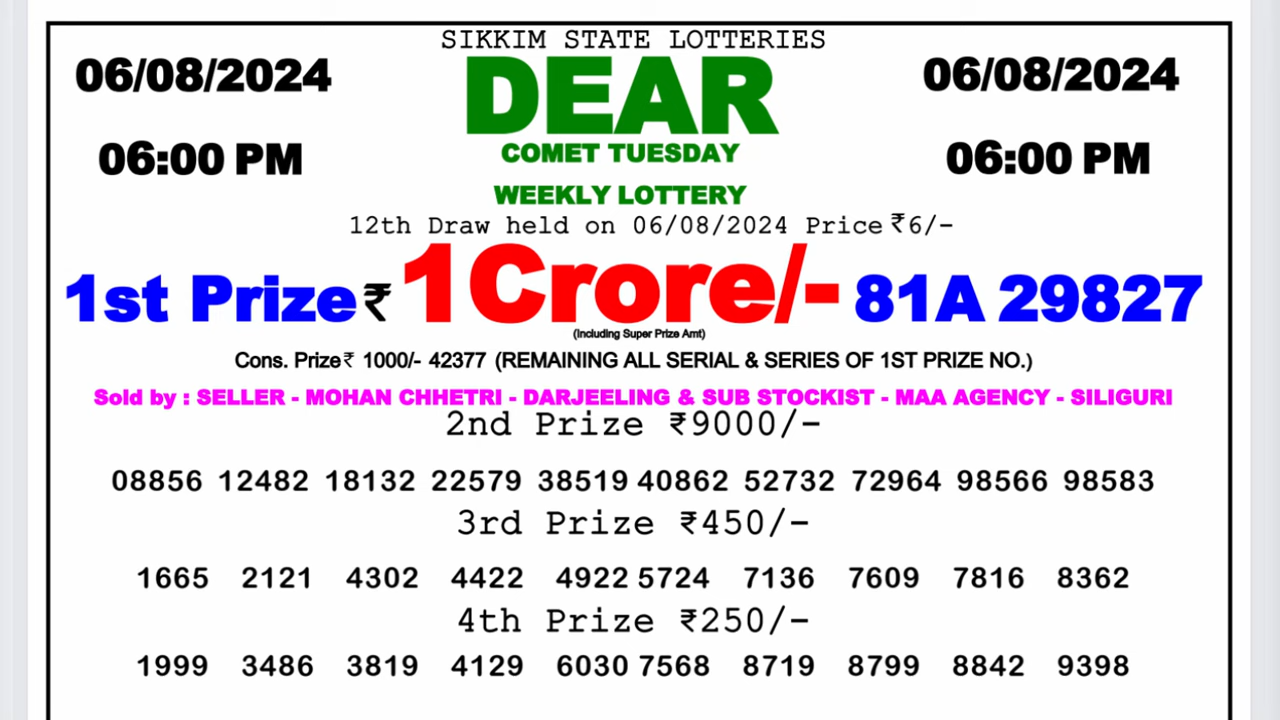 SIKKIM STATE LOTTERIES
06/08/2024 DEAR 06/08/2024
06:00 PM COMET TUESDAY 06:00 PM
WEEKLY LOTTERY
12th Draw held on 06/08/2024 Price ₹6/-
1st Prize ₹ 1Crore/- 81A 29827
(Including Super Prize Amt)
Cons. Prize ₹ 1000/- 42377 (REMAINING ALL SERIAL & SERIES OF 1ST PRIZE NO.)
Sold by : SELLER - MOHAN CHHETRI - DARJEELING & SUB STOCKIST - MAA AGENCY - SILIGURI
2nd Prize ₹9000/-
08856 12482 18132 22579 38519 40862 52732 72964 98566 98583
3rd Prize ₹450/-
1665 2121 4302 4422 4922 5724 7136 7609 7816 8362
4th Prize ₹250/-
1999 3486 3819 4129 6030 7568 8719 8799 8842 9398